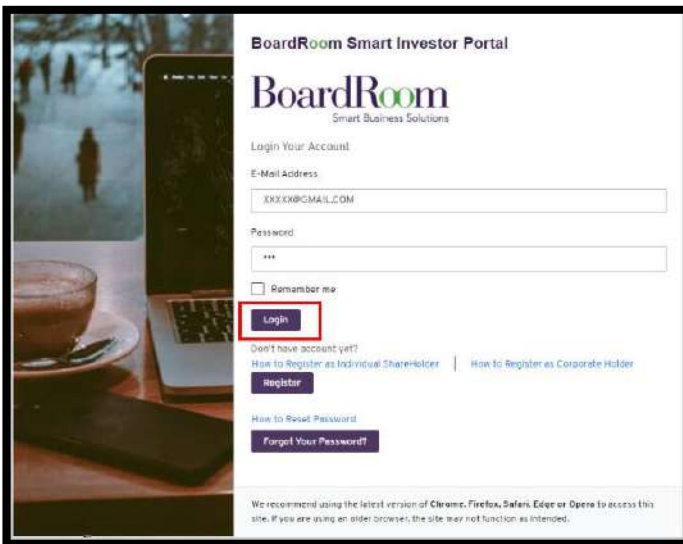 BoardRoom Smart Investor Portal
BoardRoom
Smart Business Solutions
Login Your Account
E-Mail Address
XXXXX@GMAIL.COM
Password
***
Remember me
Login
Don't have account yet?
How to Register as Individual ShareHolder | How to Register as Corporate Holder
Register
How to Reset Password
Forgot Your Password?
We recommend using the latest version of Chrome, Firefox, Safari, Edge or Opera to access this
site. If you are using an older browser, the site may not function as intended.